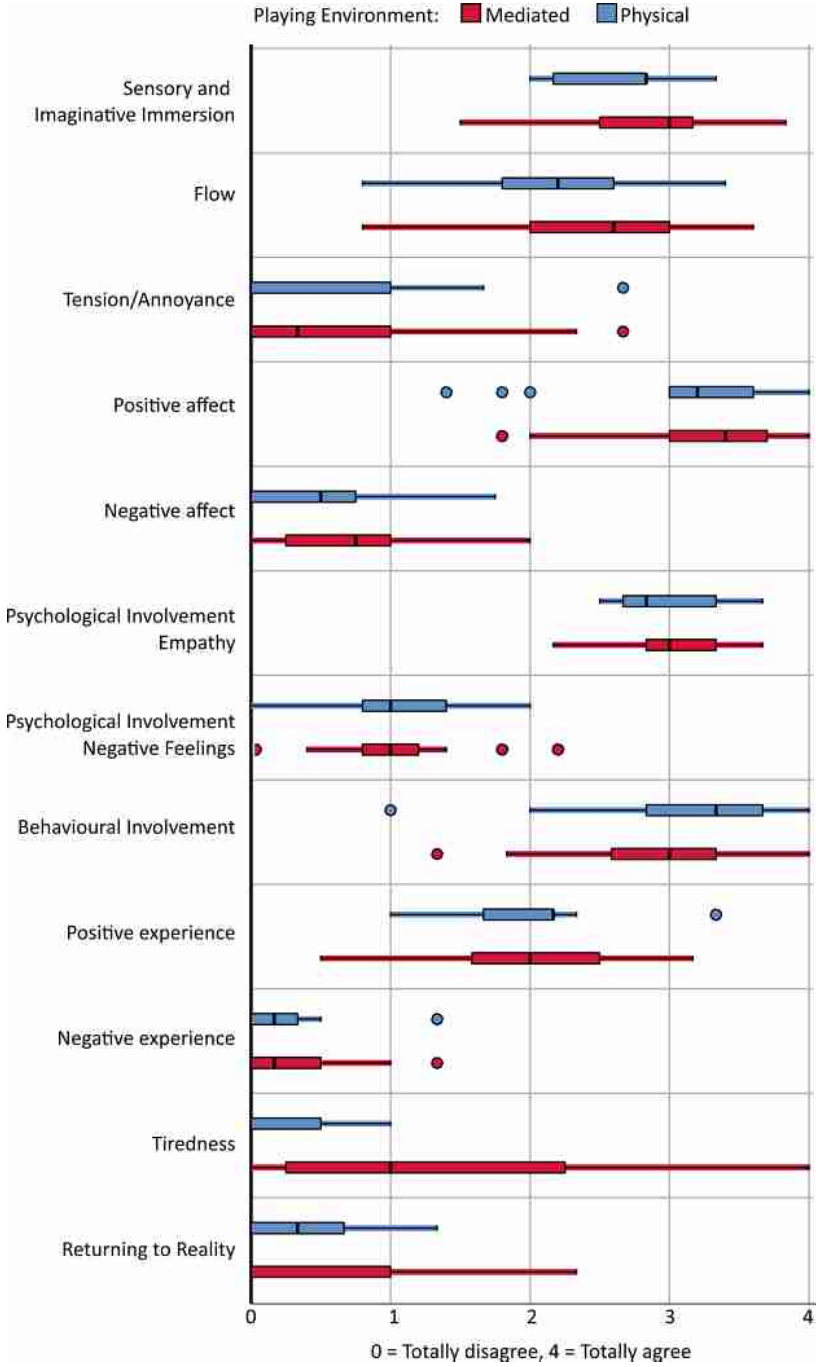 Playing Environment: Mediated Physical
Sensory and
Imaginative Immersion
Flow
Tension/Annoyance
Positive affect
Negative affect
Psychological Involvement
Empathy
Psychological Involvement
Negative Feelings
Behavioural Involvement
Positive experience
Negative experience
Tiredness
Returning to Reality
0 1 2 3 4
0 = Totally disagree, 4 = Totally agree